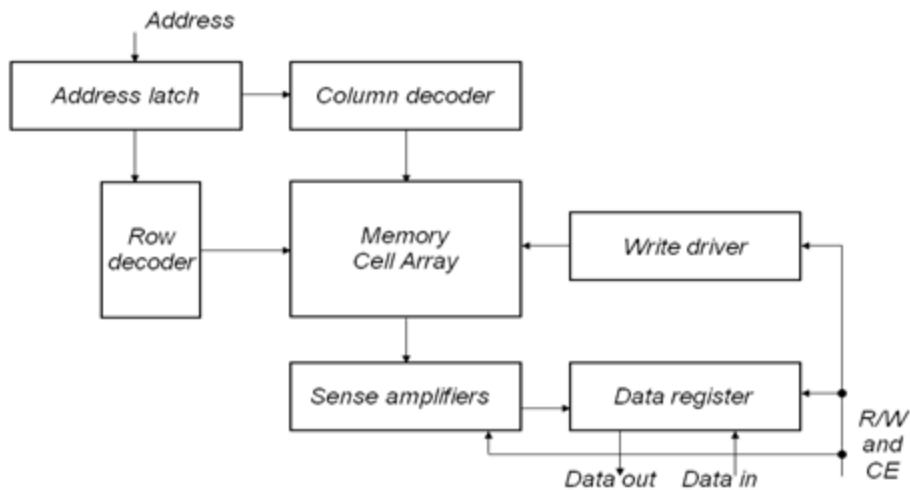 Address
Address latch
Column decoder
Row
decoder
Memory
Cell Array
Write driver
Sense amplifiers
Data register
R/W
and
CE
Data out
Data in